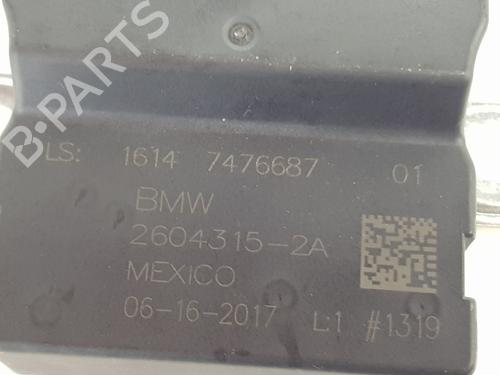 B-PARTS
LS: 1614 7476687 01
BMW
2604315-2A
MEXICO
06-16-2017 L:1 #1319